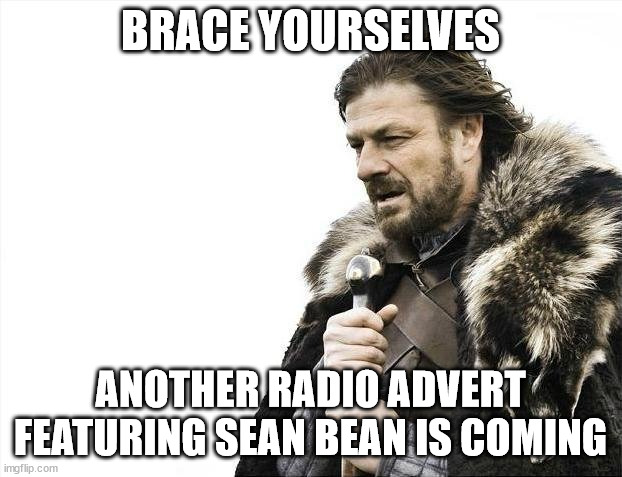 BRACE YOURSELVES
ANOTHER RADIO ADVERT
FEATURING SEAN BEAN IS COMING
imgflip.com